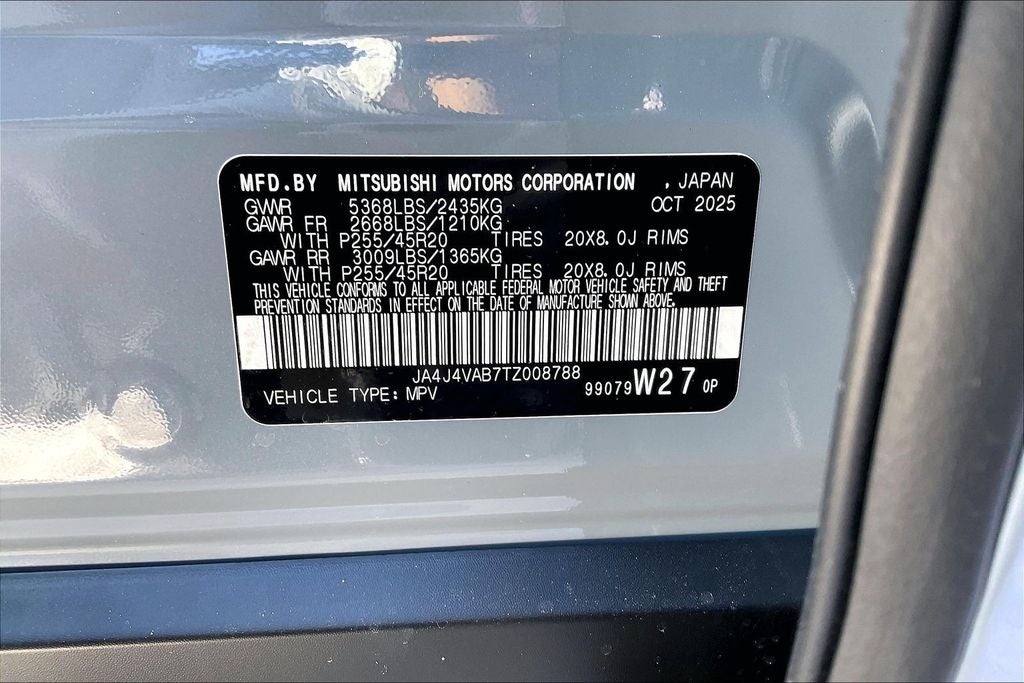 MFD.BY MITSUBISHI MOTORS CORPORATION , JAPAN
GVWR 5368LBS/2435KG OCT 2025
GAWR FR 2668LBS/1210KG
WITH P255/45R20 TIRES 20X8.0J RIMS
GAWR RR 3009LBS/1365KG
WITH P255/45R20 TIRES 20X8.0J RIMS
THIS VEHICLE CONFORMS TO ALL APPLICABLE FEDERAL MOTOR VEHICLE SAFETY AND THEFT
PREVENTION STANDARDS IN EFFECT ON THE DATE OF MANUFACTURE SHOWN ABOVE.
JA4J4VAB7TZ008788
VEHICLE TYPE: MPV 99079 W27 0P